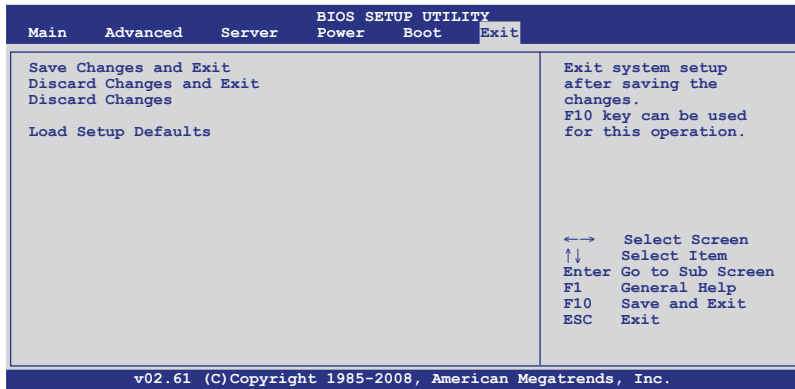 BIOS SETUP UTILITY
Main Advanced Server Power Boot Exit
Save Changes and Exit
Discard Changes and Exit
Discard Changes
Load Setup Defaults
Exit system setup
after saving the
changes.
F10 key can be used
for this operation.
←→ Select Screen
↑↓ Select Item
Enter Go to Sub Screen
F1 General Help
F10 Save and Exit
ESC Exit
v02.61 (C)Copyright 1985-2008, American Megatrends, Inc.